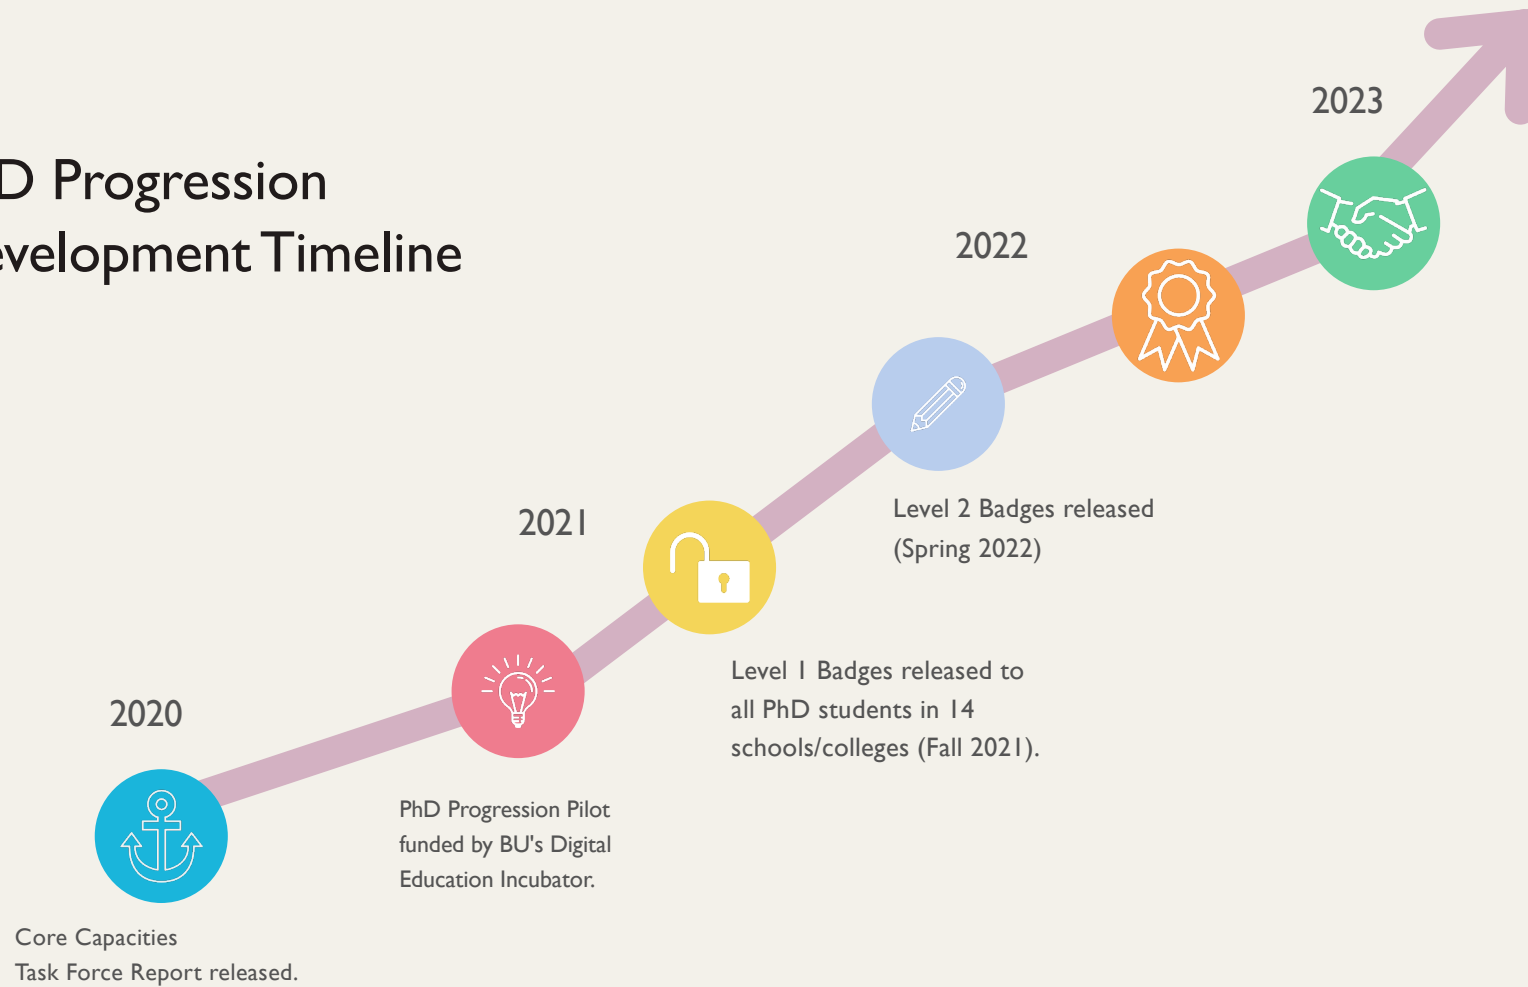 D Progression
evelopment Timeline
2020
Core Capacities
Task Force Report released.
2021
PhD Progression Pilot
funded by BU's Digital
Education Incubator.
Level 1 Badges released to
all PhD students in 14
schools/colleges (Fall 2021).
2022
Level 2 Badges released
(Spring 2022)
2023